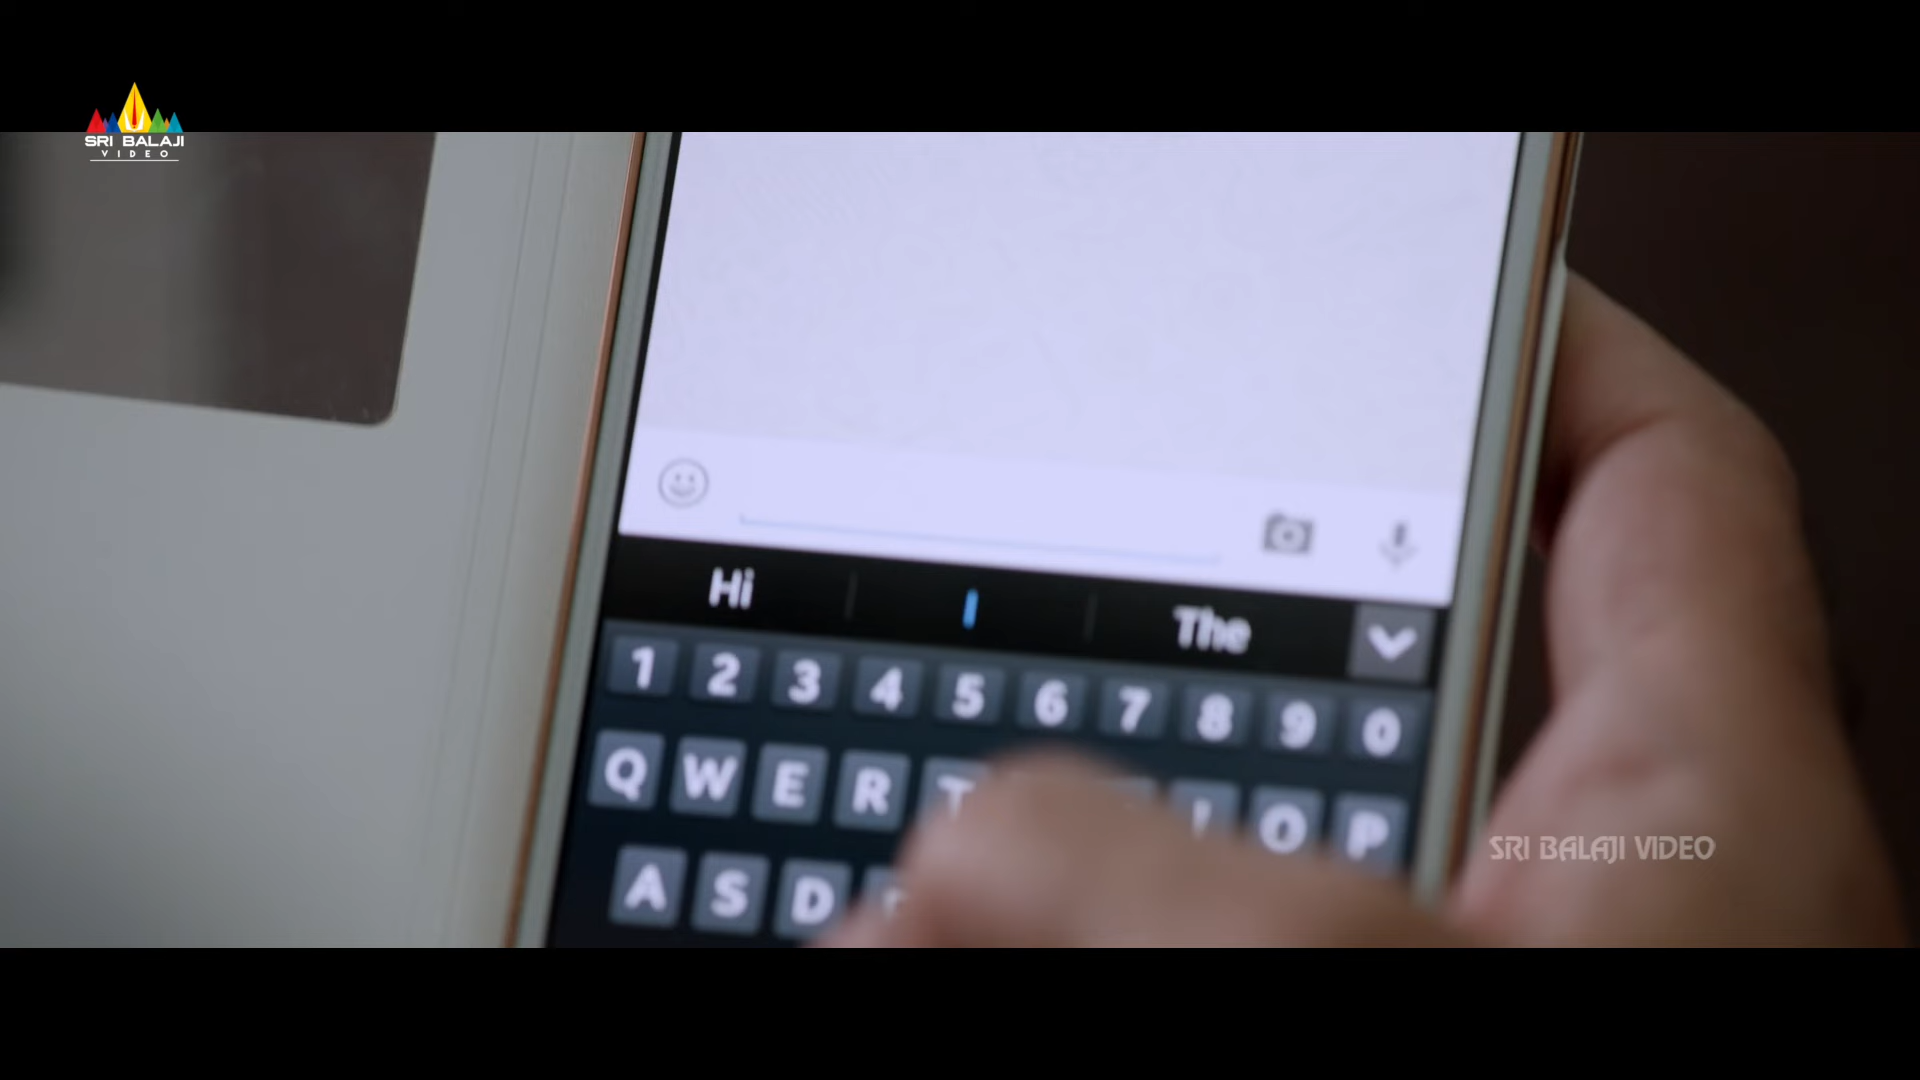 SRI BALAJI
VIDEO
Hi I The
1 2 3 4 5 6 7 8 9 0
Q W E R T I O P
SRI BALAJI VIDEO
A S D